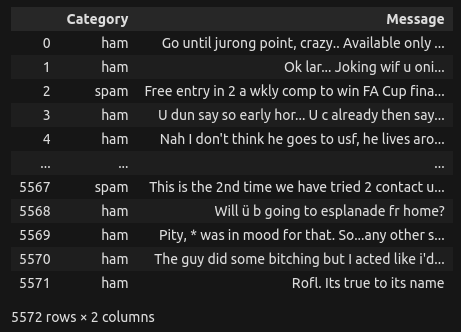 Category Message
0 ham Go until jurong point, crazy.. Available only ...
1 ham Ok lar... Joking wif u oni...
2 spam Free entry in 2 a wkly comp to win FA Cup fina...
3 ham U dun say so early hor... U c already then say...
4 ham Nah I don't think he goes to usf, he lives aro...
... ... ...
5567 spam This is the 2nd time we have tried 2 contact u...
5568 ham Will ü b going to esplanade fr home?
5569 ham Pity, * was in mood for that. So...any other s...
5570 ham The guy did some bitching but I acted like i'd...
5571 ham Rofl. Its true to its name
5572 rows × 2 columns